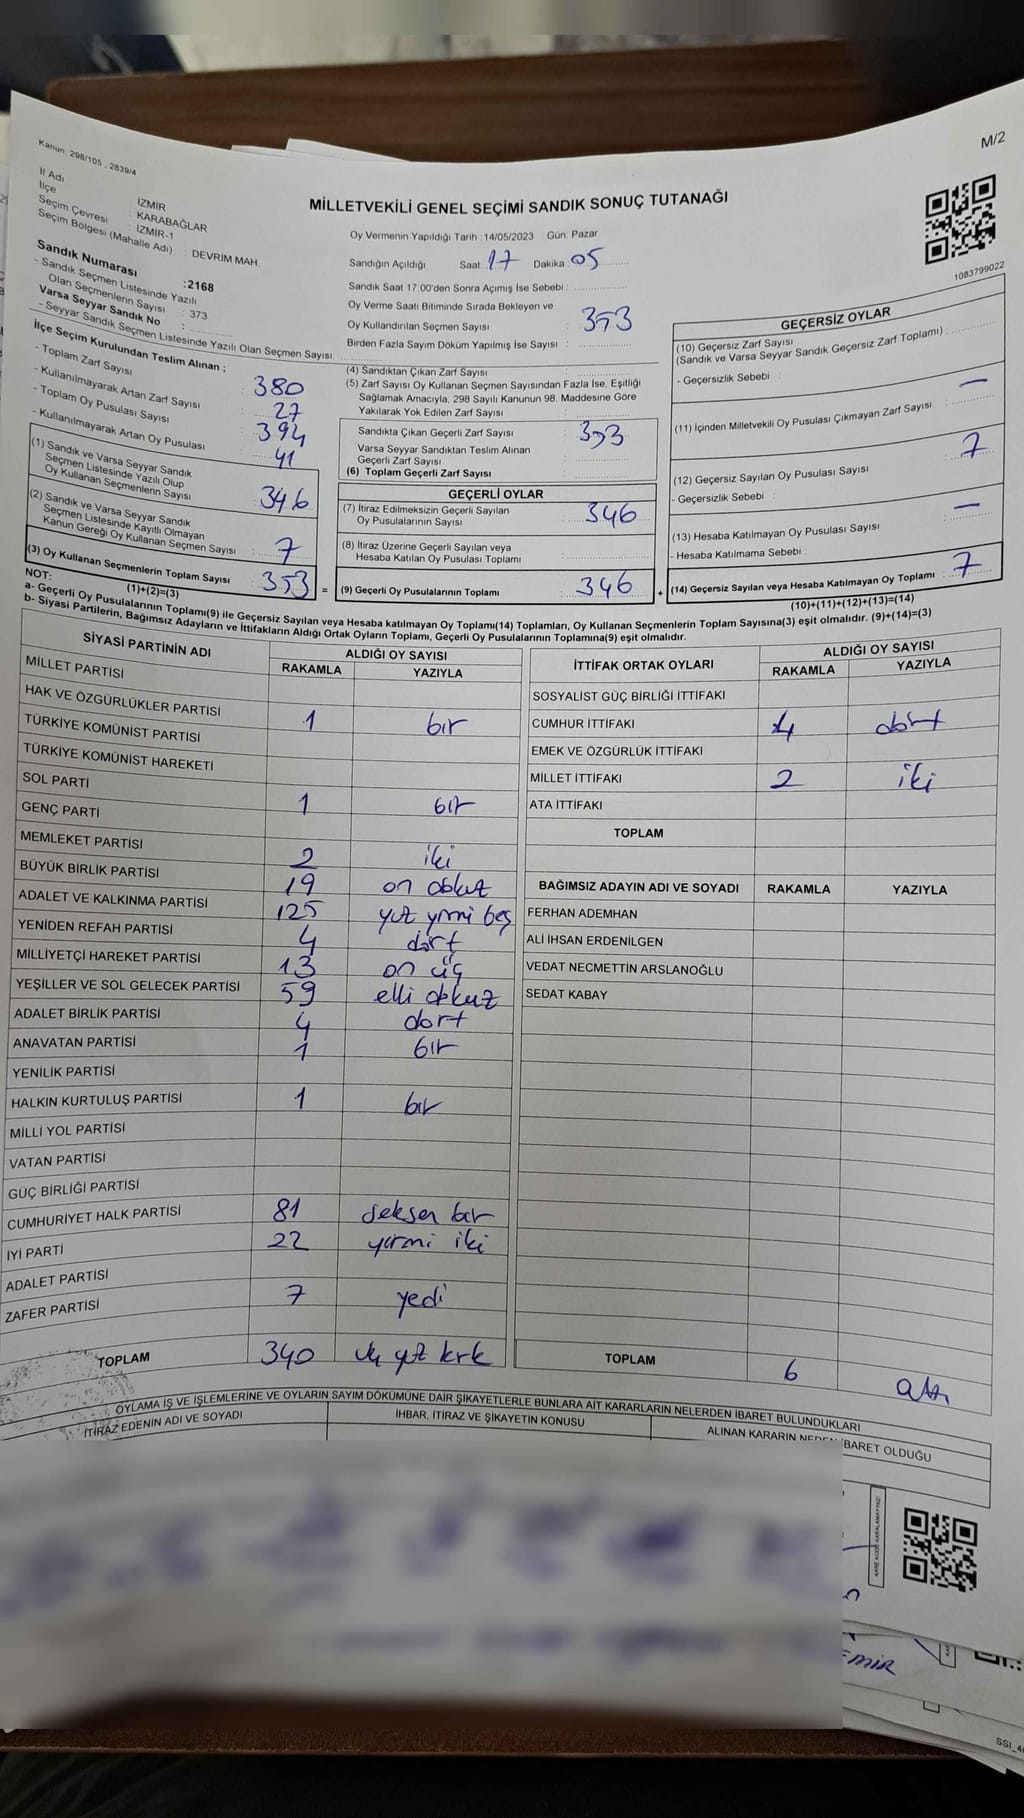 M/2
Kanun, 298/105 , 2839/4
MİLLETVEKİLİ GENEL SEÇİMİ SANDIK SONUÇ TUTANAĞI
İl Adı : İZMİR
İlçe : KARABAĞLAR
Seçim Çevresi : İZMİR-1
Seçim Bölgesi (Mahalle Adı) : DEVRİM MAH.
Sandık Numarası :2168
- Sandık Seçmen Listesinde Yazılı
Olan Seçmenlerin Sayısı : 373
Varsa Seyyar Sandık No :
- Seyyar Sandık Seçmen Listesinde Yazılı Olan Seçmen Sayısı:
İlçe Seçim Kurulundan Teslim Alınan ;
- Toplam Zarf Sayısı : 380
- Kullanılmayarak Artan Zarf Sayısı : 27
- Toplam Oy Pusulası Sayısı : 394
- Kullanılmayarak Artan Oy Pusulası : 41
(1) Sandık ve Varsa Seyyar Sandık
Seçmen Listesinde Yazılı Olup
Oy Kullanan Seçmenlerin Sayısı : 346
(2) Sandık ve Varsa Seyyar Sandık
Seçmen Listesinde Kayıtlı Olmayan
Kanun Gereği Oy Kullanan Seçmen Sayısı : 7
(3) Oy Kullanan Seçmenlerin Toplam Sayısı 353 =
(1)+(2)=(3)
Oy Vermenin Yapıldığı Tarih :14/05/2023 Gün: Pazar
Sandığın Açıldığı Saat: 17 Dakika: 05
Sandık Saat 17:00'den Sonra Açımış İse Sebebi :
Oy Verme Saati Bitiminde Sırada Bekleyen ve
Oy Kullandırılan Seçmen Sayısı : 353
Birden Fazla Sayım Döküm Yapılmış İse Sayısı :
(4) Sandıktan Çıkan Zarf Sayısı :
(5) Zarf Sayısı Oy Kullanan Seçmen Sayısından Fazla İse, Eşitliği
Sağlamak Amacıyla, 298 Sayılı Kanunun 98. Maddesine Göre
Yakılarak Yok Edilen Zarf Sayısı :
Sandıkta Çıkan Geçerli Zarf Sayısı : 353
Varsa Seyyar Sandıktan Teslim Alınan
Geçerli Zarf Sayısı :
(6) Toplam Geçerli Zarf Sayısı :
GEÇERLİ OYLAR
(7) İtiraz Edilmeksizin Geçerli Sayılan
Oy Pusulalarının Sayısı : 346
(8) İtiraz Üzerine Geçerli Sayılan veya
Hesaba Katılan Oy Pusulası Toplamı :
(9) Geçerli Oy Pusulalarının Toplamı : 346 +
1083799022
GEÇERSİZ OYLAR
(10) Geçersiz Zarf Sayısı
(Sandık ve Varsa Seyyar Sandık Geçersiz Zarf Toplamı) :
- Geçersizlik Sebebi : —
(11) İçinden Milletvekili Oy Pusulası Çıkmayan Zarf Sayısı : 7
(12) Geçersiz Sayılan Oy Pusulası Sayısı :
- Geçersizlik Sebebi : —
(13) Hesaba Katılmayan Oy Pusulası Sayısı :
- Hesaba Katılmama Sebebi : 7
(14) Geçersiz Sayılan veya Hesaba Katılmayan Oy Toplamı :
(10)+(11)+(12)+(13)=(14)
NOT:
a- Geçerli Oy Pusulalarının Toplamı(9) ile Geçersiz Sayılan veya Hesaba katılmayan Oy Toplamı(14) Toplamları, Oy Kullanan Seçmenlerin Toplam Sayısına(3) eşit olmalıdır. (9)+(14)=(3)
b- Siyasi Partilerin, Bağımsız Adayların ve İttifakların Aldığı Ortak Oyların Toplamı, Geçerli Oy Pusulalarının Toplamına(9) eşit olmalıdır.
SİYASİ PARTİNİN ADI ALDIĞI OY SAYISI
RAKAMLA YAZIYLA
MİLLET PARTİSİ
HAK VE ÖZGÜRLÜKLER PARTİSİ
TÜRKİYE KOMÜNİST PARTİSİ 1 bir
TÜRKİYE KOMÜNİST HAREKETİ
SOL PARTİ
GENÇ PARTİ 1 bir
MEMLEKET PARTİSİ 2 iki
BÜYÜK BİRLİK PARTİSİ 19 on dokuz
ADALET VE KALKINMA PARTİSİ 125 yüz yirmi beş
YENİDEN REFAH PARTİSİ 4 dört
MİLLİYETÇİ HAREKET PARTİSİ 13 on üç
YEŞİLLER VE SOL GELECEK PARTİSİ 59 elli dokuz
ADALET BİRLİK PARTİSİ 4 dört
ANAVATAN PARTİSİ 1 bir
YENİLİK PARTİSİ
HALKIN KURTULUŞ PARTİSİ 1 bir
MİLLİ YOL PARTİSİ
VATAN PARTİSİ
GÜÇ BİRLİĞİ PARTİSİ
CUMHURİYET HALK PARTİSİ 81 seksen bir
İYİ PARTİ 22 yirmi iki
ADALET PARTİSİ
ZAFER PARTİSİ 7 yedi
TOPLAM 340 üç yüz kırk
İTTİFAK ORTAK OYLARI ALDIĞI OY SAYISI
RAKAMLA YAZIYLA
SOSYALİST GÜÇ BİRLİĞİ İTTİFAKI
CUMHUR İTTİFAKI 4 dört
EMEK VE ÖZGÜRLÜK İTTİFAKI
MİLLET İTTİFAKI 2 iki
ATA İTTİFAKI
TOPLAM
BAĞIMSIZ ADAYIN ADI VE SOYADI RAKAMLA YAZIYLA
FERHAN ADEMHAN
ALİ İHSAN ERDENİLGEN
VEDAT NECMETTİN ARSLANOĞLU
SEDAT KABAY
TOPLAM 6 altı
OYLAMA İŞ VE İŞLEMLERİNE VE OYLARIN SAYIM DÖKÜMÜNE DAİR ŞİKAYETLERLE BUNLARA AİT KARARLARIN NELERDEN İBARET BULUNDUKLARI
İTİRAZ EDENİN ADI VE SOYADI İHBAR, İTİRAZ VE ŞİKAYETİN KONUSU ALINAN KARARIN NEDEN İBARET OLDUĞU
KARE KODU KARALAMAYINIZ!
EMİR